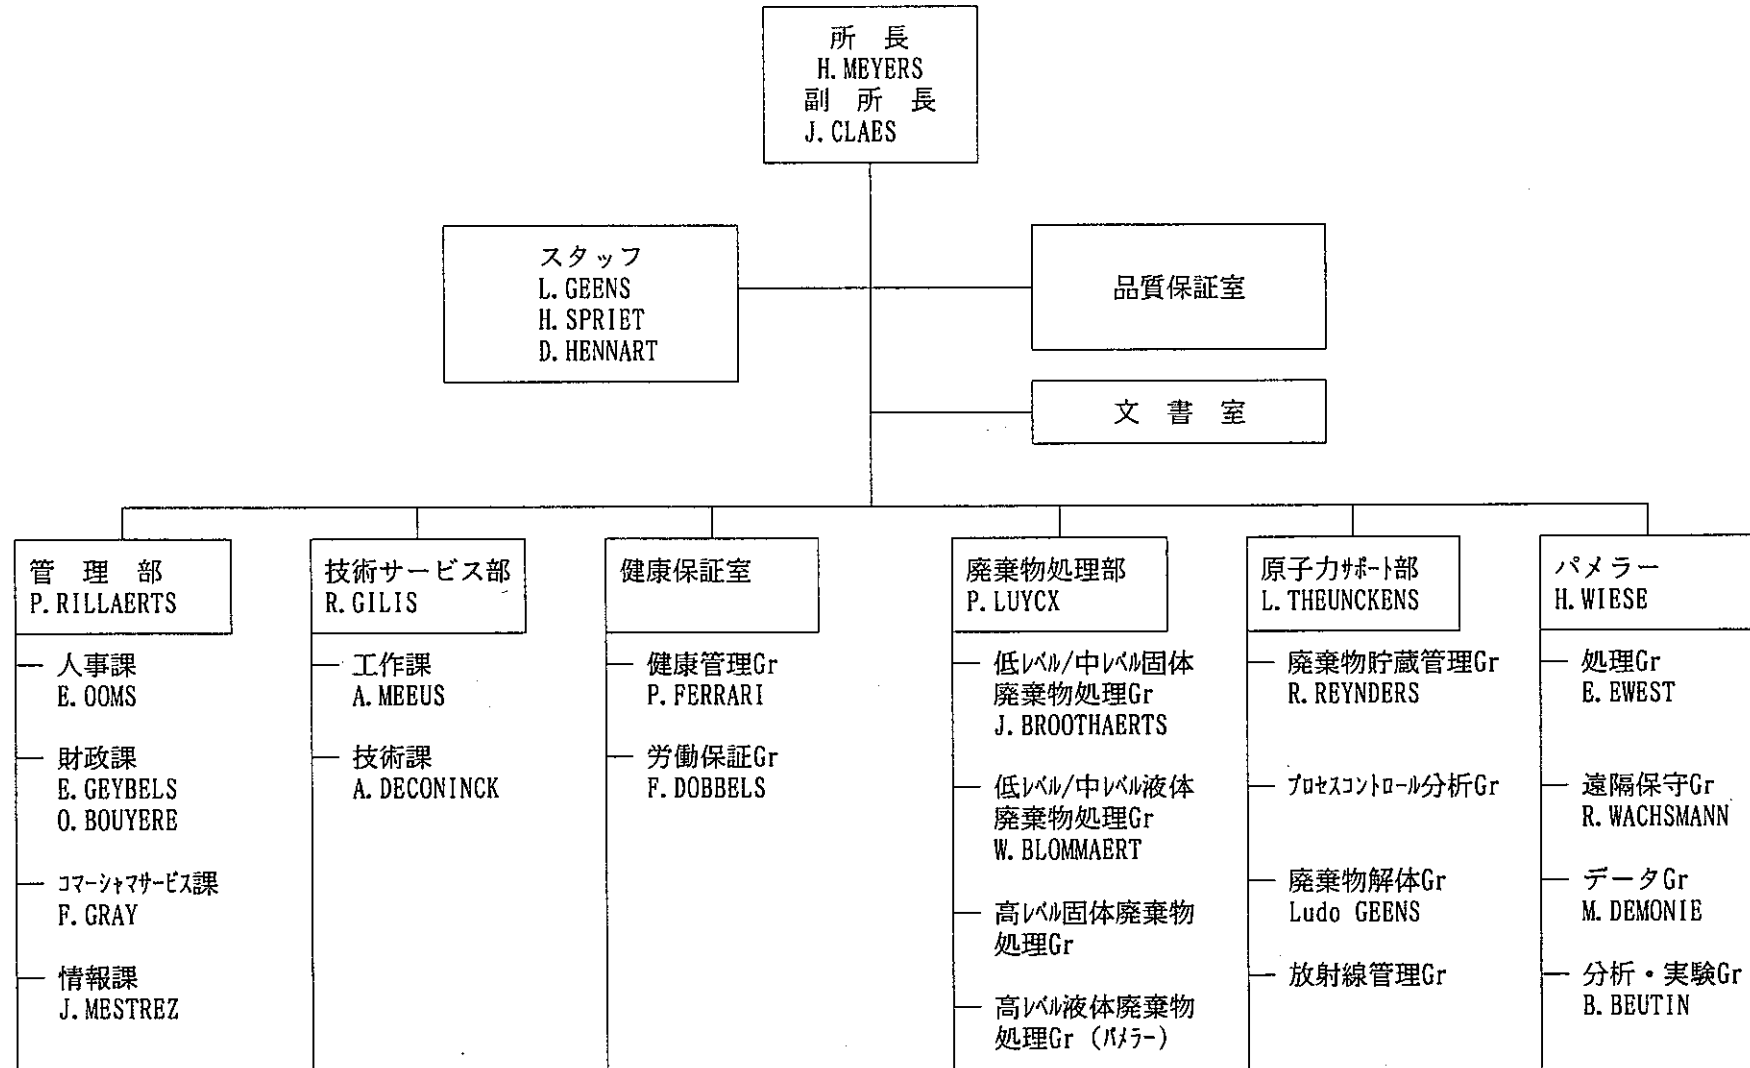 所 長
H. MEYERS
副 所 長
J. CLAES
スタッフ
L. GEENS
H. SPRIET
D. HENNART
品質保証室
文 書 室
管 理 部
P. RILLAERTS
人事課
E. OOMS
財政課
E. GEYBELS
O. BOUYERE
コマーシャマサービス課
F. GRAY
情報課
J. MESTREZ
技術サービス部
R. GILIS
工作課
A. MEEUS
技術課
A. DECONINCK
健康保証室
健康管理Gr
P. FERRARI
労働保証Gr
F. DOBBELS
廃棄物処理部
P. LUYCX
低レベル/中レベル固体
廃棄物処理Gr
J. BROOTHAERTS
低レベル/中レベル液体
廃棄物処理Gr
W. BLOMMAERT
高レベル固体廃棄物
処理Gr
高レベル液体廃棄物
処理Gr (パメラー)
原子力サポート部
L. THEUNCKENS
廃棄物貯蔵管理Gr
R. REYNDERS
プロセスコントロール分析Gr
廃棄物解体Gr
Ludo GEENS
放射線管理Gr
パメラー
H. WIESE
処理Gr
E. EWEST
遠隔保守Gr
R. WACHSMANN
データGr
M. DEMONIE
分析・実験Gr
B. BEUTIN